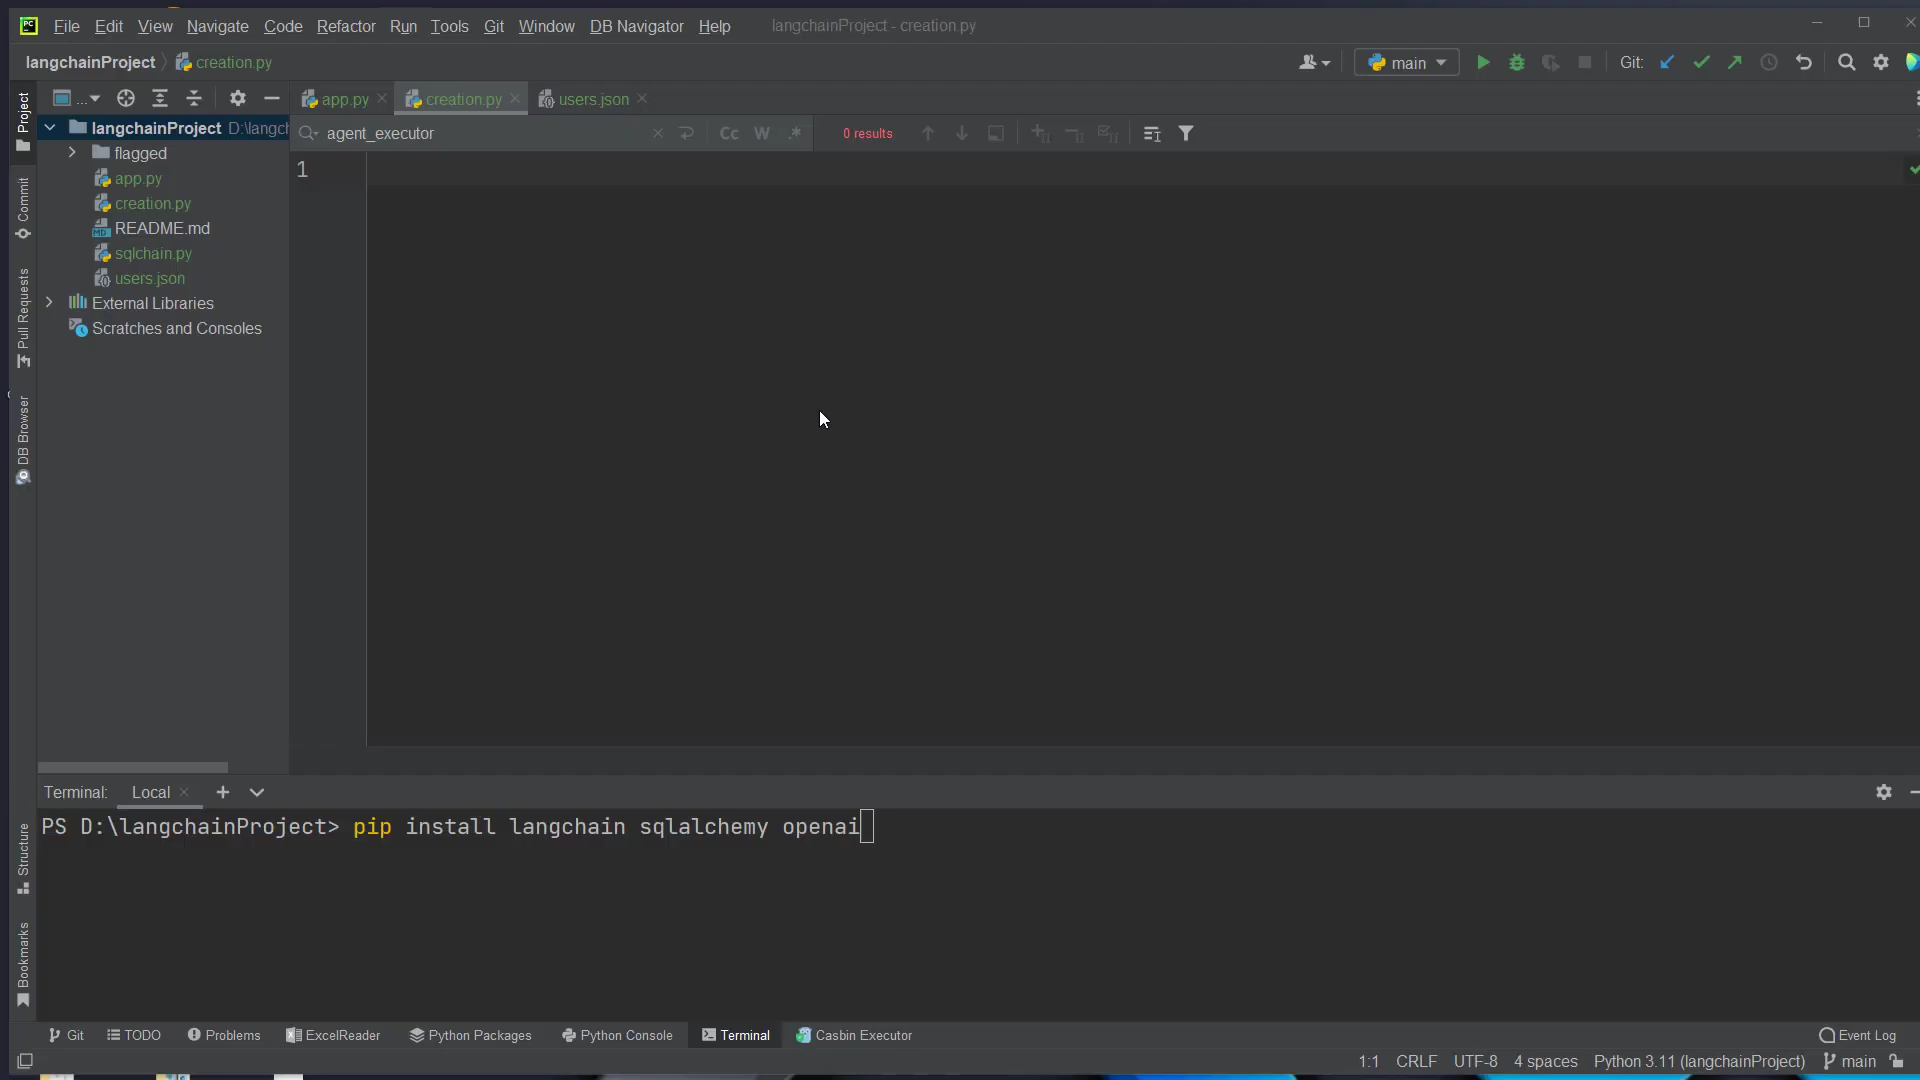 PC File Edit View Navigate Code Refactor Run Tools Git Window DB Navigator Help langchainProject - creation.py
langchainProject creation.py main Git:
... app.py creation.py users.json
agent_executor Cc W .* 0 results
Project
Commit
Pull Requests
DB Browser
langchainProject D:\langch
flagged
app.py
creation.py
README.md
sqlchain.py
users.json
External Libraries
Scratches and Consoles
1
Terminal: Local
PS D:\langchainProject> pip install langchain sqlalchemy openai
Structure
Bookmarks
Git TODO Problems ExcelReader Python Packages Python Console Terminal Casbin Executor Event Log
1:1 CRLF UTF-8 4 spaces Python 3.11 (langchainProject) main